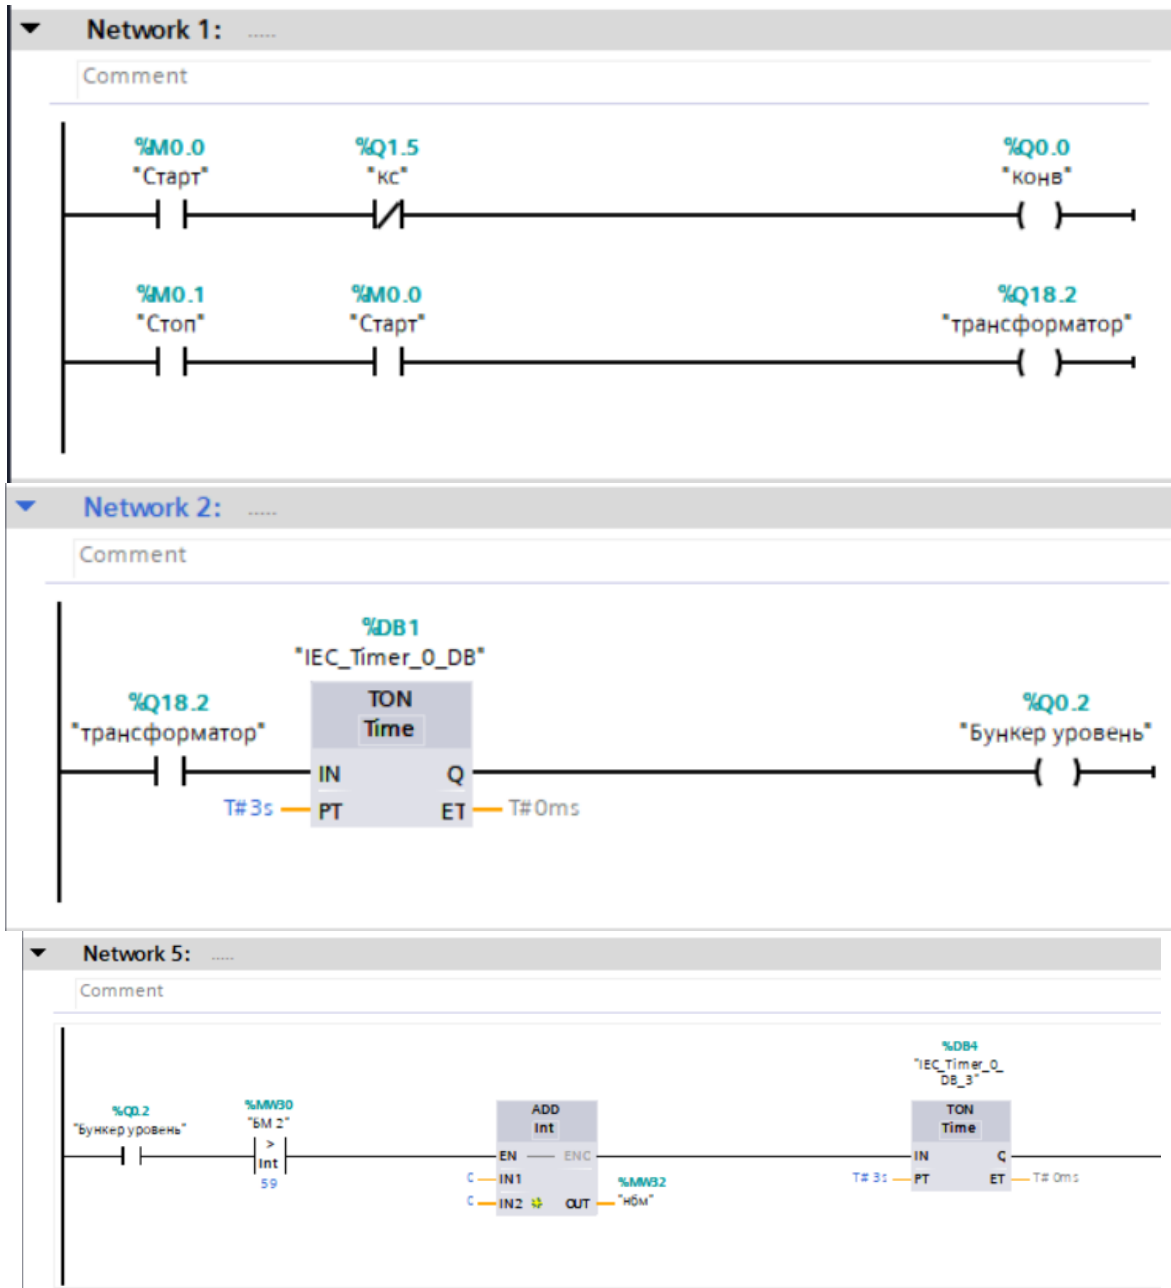 Network 1: .....
Comment
%M0.0 %Q1.5 %Q0.0
"Старт" "кс" "конв"
%M0.1 %M0.0 %Q18.2
"Стоп" "Старт" "трансформатор"
Network 2: .....
Comment
%DB1
"IEC_Timer_0_DB"
%Q18.2 TON %Q0.2
"трансформатор" Time "Бункер уровень"
IN Q
T#3s PT ET T#0ms
Network 5: .....
Comment
%DB4
"IEC_Timer_0_
DB_3"
%Q0.2 %MW30 ADD TON
"Бункер уровень" "БМ 2" Int Time
>
Int
59
EN ENO IN Q
IN1 %MW32 T# 3s PT ET T# 0ms
IN2 OUT "нбм"